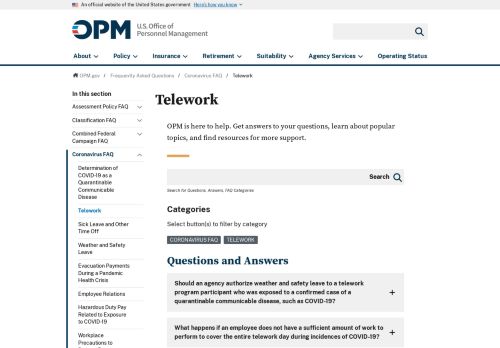 An official website of the United States government Here's how you know
OPM U.S. Office of
Personnel Management
About Policy Insurance Retirement Suitability Agency Services Operating Status
OPM.gov / Frequently Asked Questions / Coronavirus FAQ / Telework
In this section
Assessment Policy FAQ
Classification FAQ
Combined Federal
Campaign FAQ
Coronavirus FAQ
Determination of
COVID-19 as a
Quarantinable
Communicable
Disease
Telework
Sick Leave and Other
Time Off
Weather and Safety
Leave
Evacuation Payments
During a Pandemic
Health Crisis
Employee Relations
Hazardous Duty Pay
Related to Exposure
to COVID-19
Workplace
Precautions to
Telework
OPM is here to help. Get answers to your questions, learn about popular
topics, and find resources for more support.
Search
Search for Questions, Answers, FAQ Categories
Categories
Select button(s) to filter by category
CORONAVIRUS FAQ TELEWORK
Questions and Answers
Should an agency authorize weather and safety leave to a telework
program participant who was exposed to a confirmed case of a
quarantinable communicable disease, such as COVID-19?
What happens if an employee does not have a sufficient amount of work to
perform to cover the entire telework day during incidences of COVID-19?